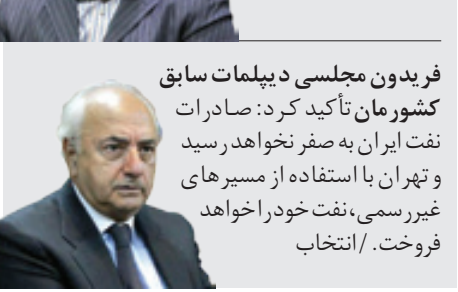 فریدون مجلسی دیپلمات سابق
کشورمان تأکید کرد: صادرات
نفت ایران به صفر نخواهد رسید
و تهران با استفاده از مسیرهای
غیررسمی،نفت خود را خواهد
فروخت. /انتخاب